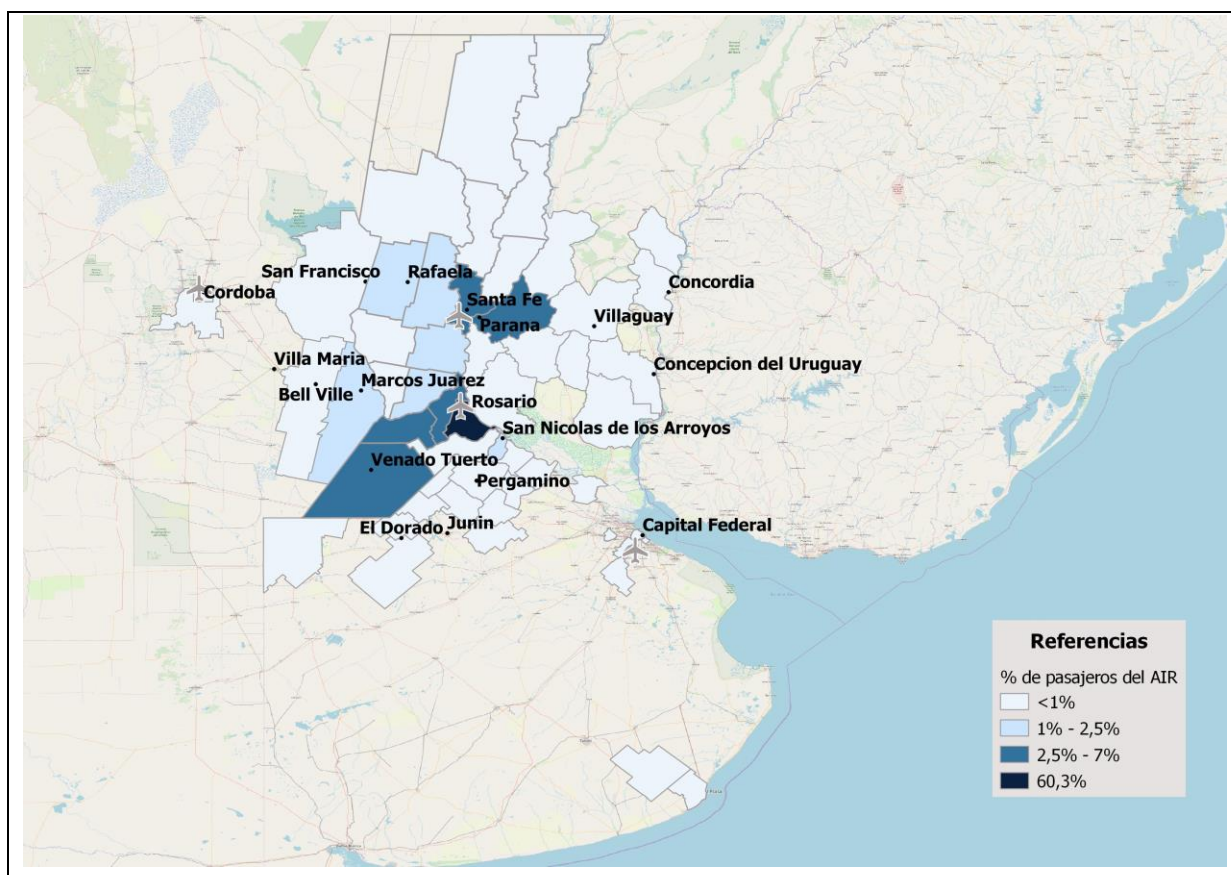 San Francisco
Rafaela
Cordoba
Santa Fe
Parana
Concordia
Villaguay
Villa Maria
Bell Ville
Marcos Juarez
Concepcion del Uruguay
Rosario
San Nicolas de los Arroyos
Venado Tuerto
Pergamino
El Dorado
Junin
Capital Federal
Referencias
% de pasajeros del AIR
<1%
1% - 2,5%
2,5% - 7%
60,3%